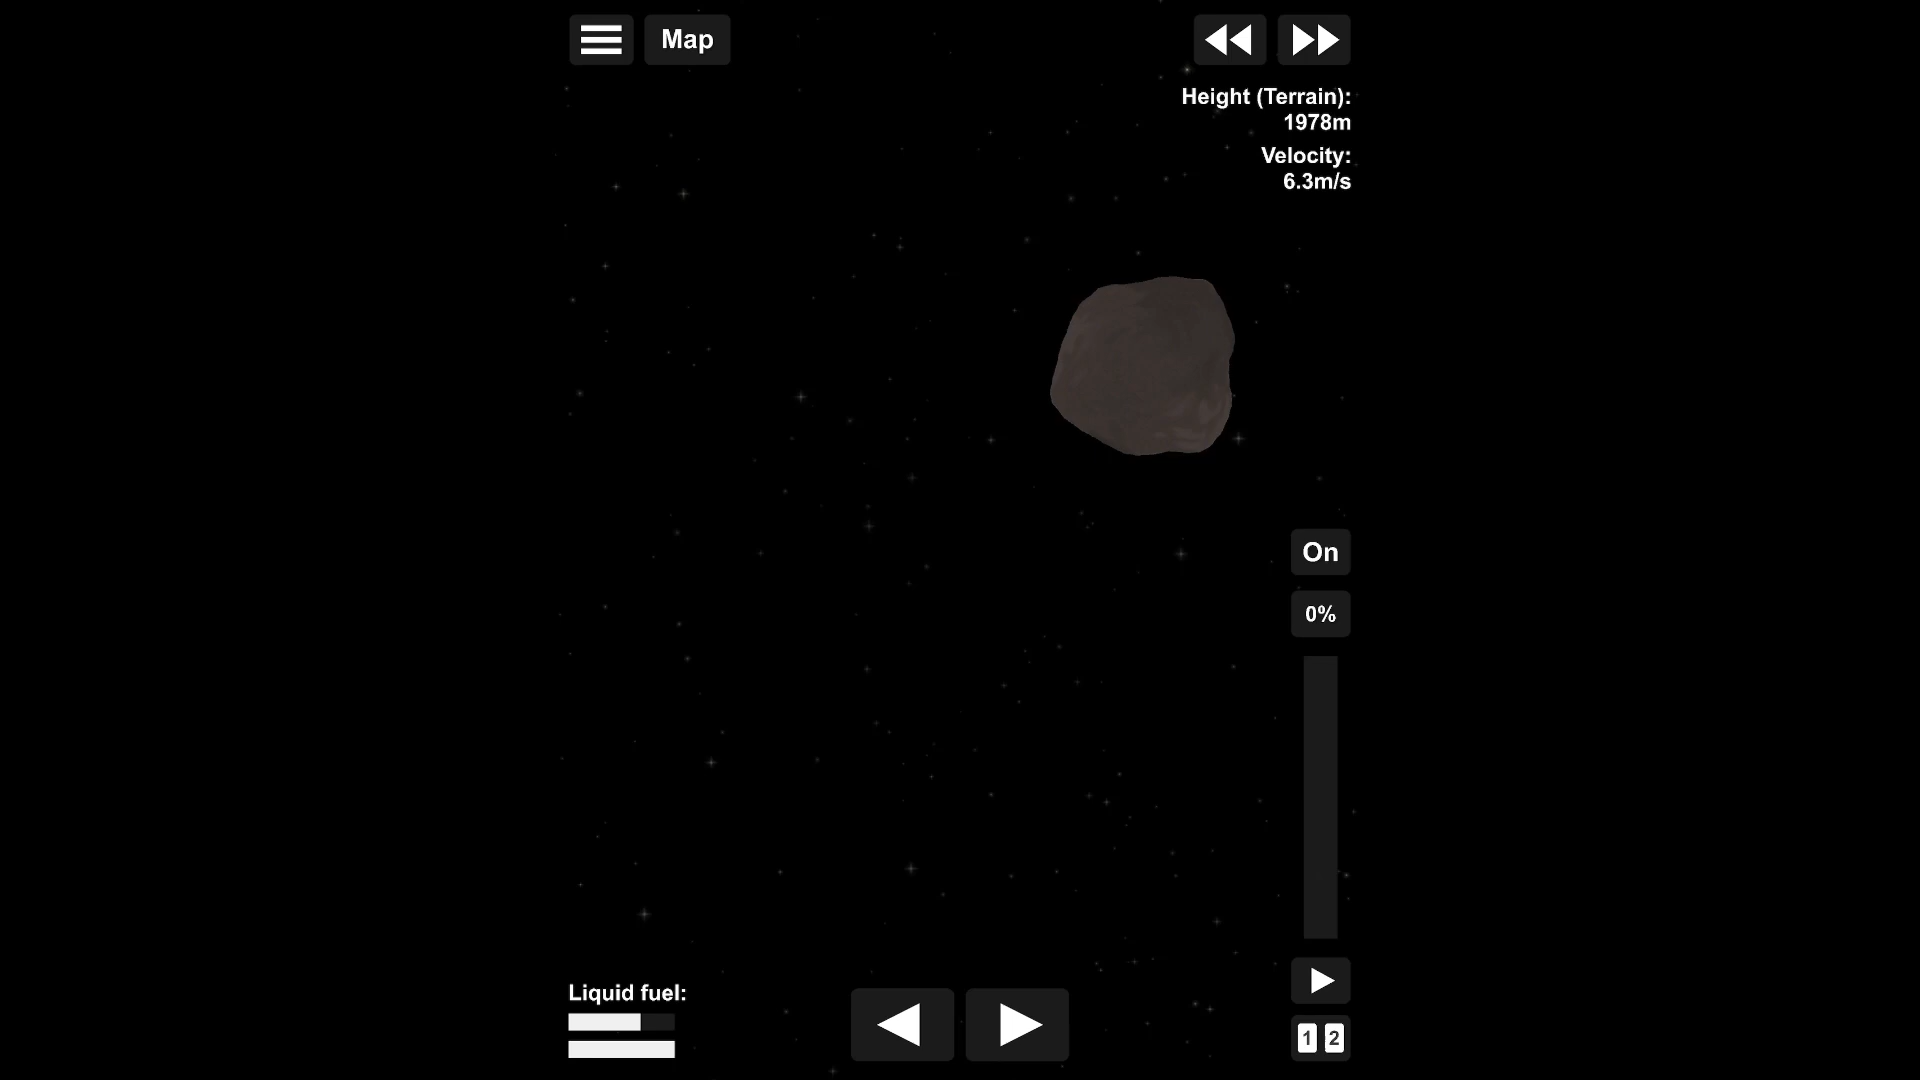 Map
Height (Terrain):
1978m
Velocity:
6.3m/s
On
0%
Liquid fuel:
1 2